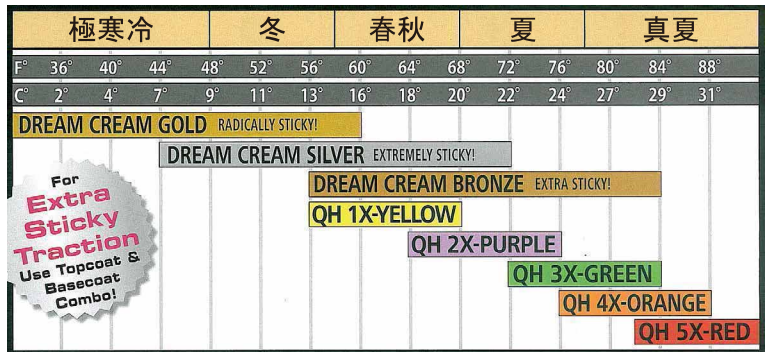 極寒冷 冬 春秋 夏 真夏
F° 36° 40° 44° 48° 52° 56° 60° 64° 68° 72° 76° 80° 84° 88°
C° 2° 4° 7° 9° 11° 13° 16° 18° 20° 22° 24° 27° 29° 31°
DREAM CREAM GOLD RADICALLY STICKY!
DREAM CREAM SILVER EXTREMELY STICKY!
DREAM CREAM BRONZE EXTRA STICKY!
QH 1X-YELLOW
QH 2X-PURPLE
QH 3X-GREEN
QH 4X-ORANGE
QH 5X-RED
For
Extra
Sticky
Traction
Use Topcoat &
Basecoat
Combo!